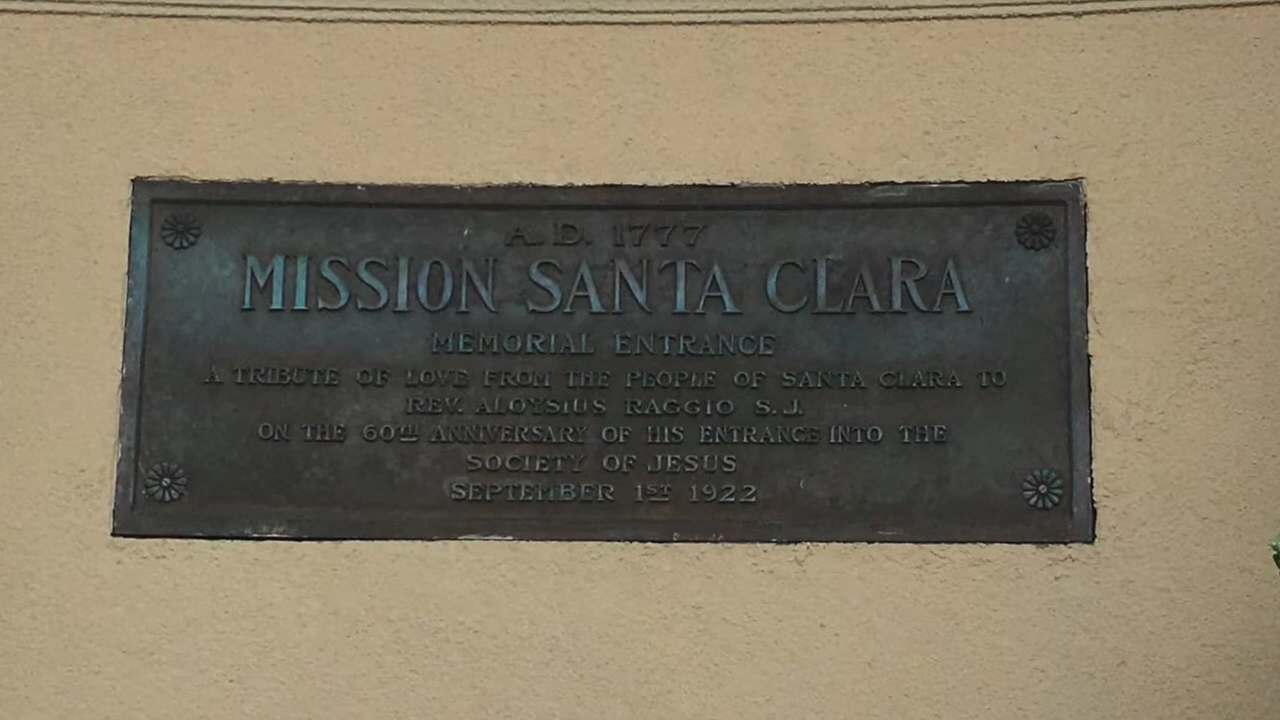 A.D. 1777
MISSION SANTA CLARA
MEMORIAL ENTRANCE
A TRIBUTE OF LOVE FROM THE PEOPLE OF SANTA CLARA TO
REV. ALOYSIUS RAGGIO S.J.
ON THE 60TH ANNIVERSARY OF HIS ENTRANCE INTO THE
SOCIETY OF JESUS
SEPTEMBER 1ST 1922